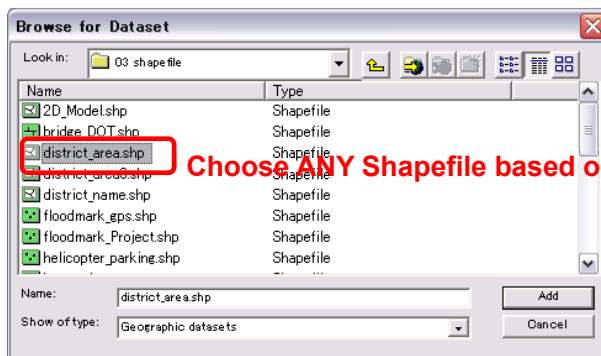 Browse for Dataset
Look in: 03 shapefile
Name Type
2D_Model.shp Shapefile
bridge_DOT.shp Shapefile
district_area.shp Shapefile
Choose ANY Shapefile based o
Shapefile
district_name.shp Shapefile
floodmark_gps.shp Shapefile
floodmark_Project.shp Shapefile
helicopter_parking.shp Shapefile
Name: district_area.shp Add
Show of type: Geographic datasets Cancel